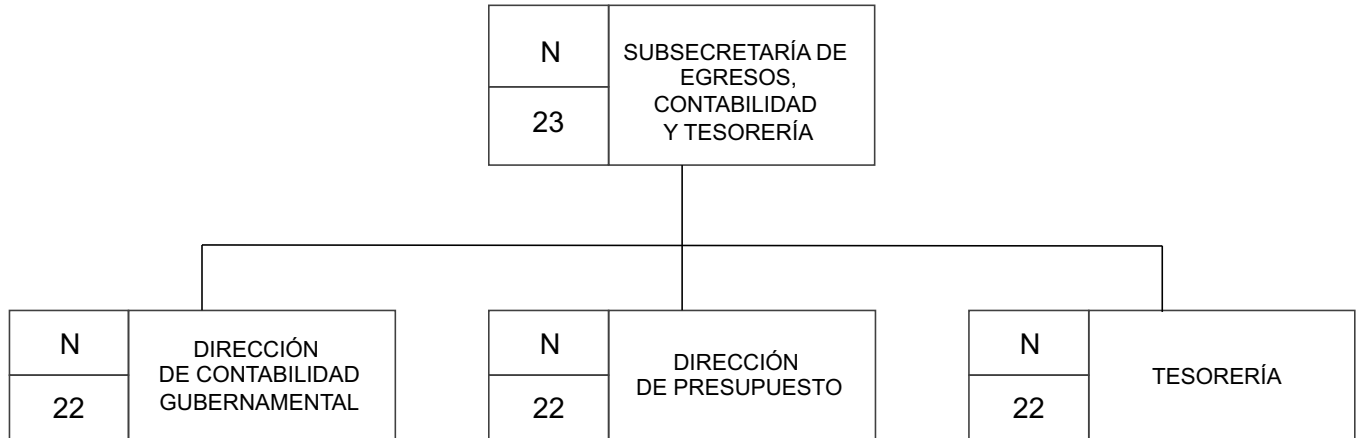 N
23
SUBSECRETARÍA DE
EGRESOS,
CONTABILIDAD
Y TESORERÍA
N
22
DIRECCIÓN
DE CONTABILIDAD
GUBERNAMENTAL
N
22
DIRECCIÓN
DE PRESUPUESTO
N
22
TESORERÍA